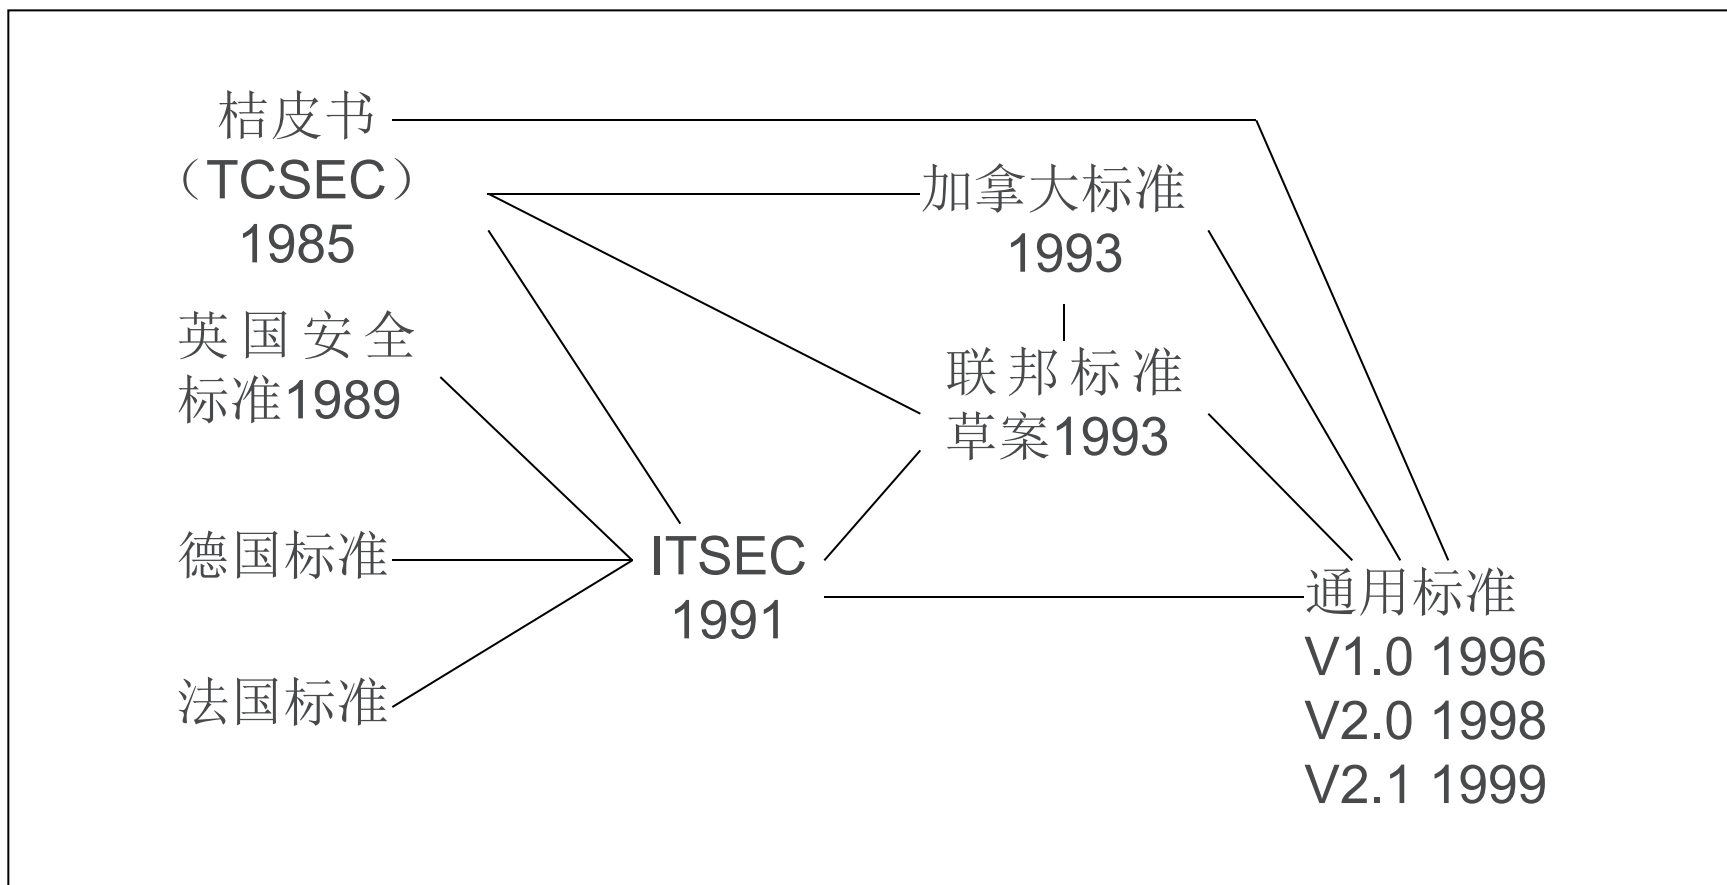 桔皮书
（TCSEC）
1985
英国安全
标准1989
德国标准
法国标准
ITSEC
1991
加拿大标准
1993
联邦标准
草案1993
通用标准
V1.0 1996
V2.0 1998
V2.1 1999